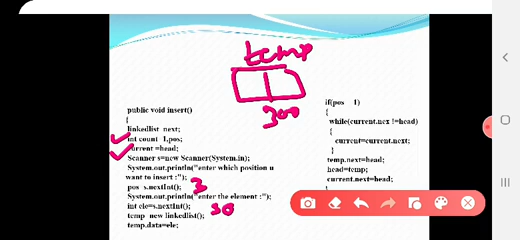 temp
300
public void insert()
{
linkedlist next;
int count 1,pos;
current =head;
Scanner s=new Scanner(System.in);
System.out.println("enter which position u
want to insert :");
pos s.nextInt(); 3
System.out.println("enter the element :");
int ele=s.nextInt(); 30
temp new linkedlist();
temp.data=ele;
if(pos 1)
{
while(current.nex !=head)
{
current=current.next;
}
temp.next=head;
head=temp;
current.next=head;